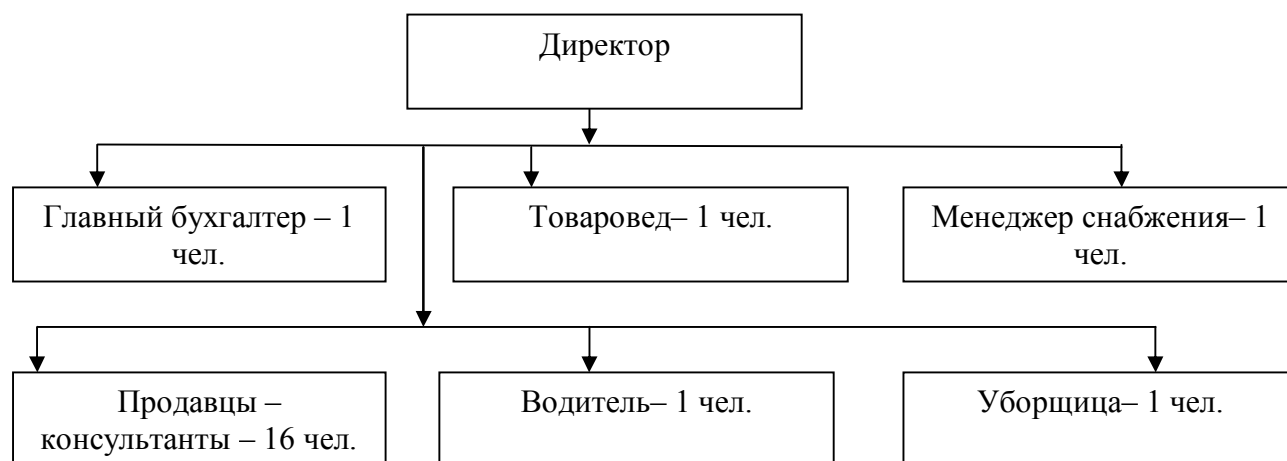 Директор
Главный бухгалтер – 1
чел.
Товаровед– 1 чел.
Менеджер снабжения– 1
чел.
Продавцы –
консультанты – 16 чел.
Водитель– 1 чел.
Уборщица– 1 чел.